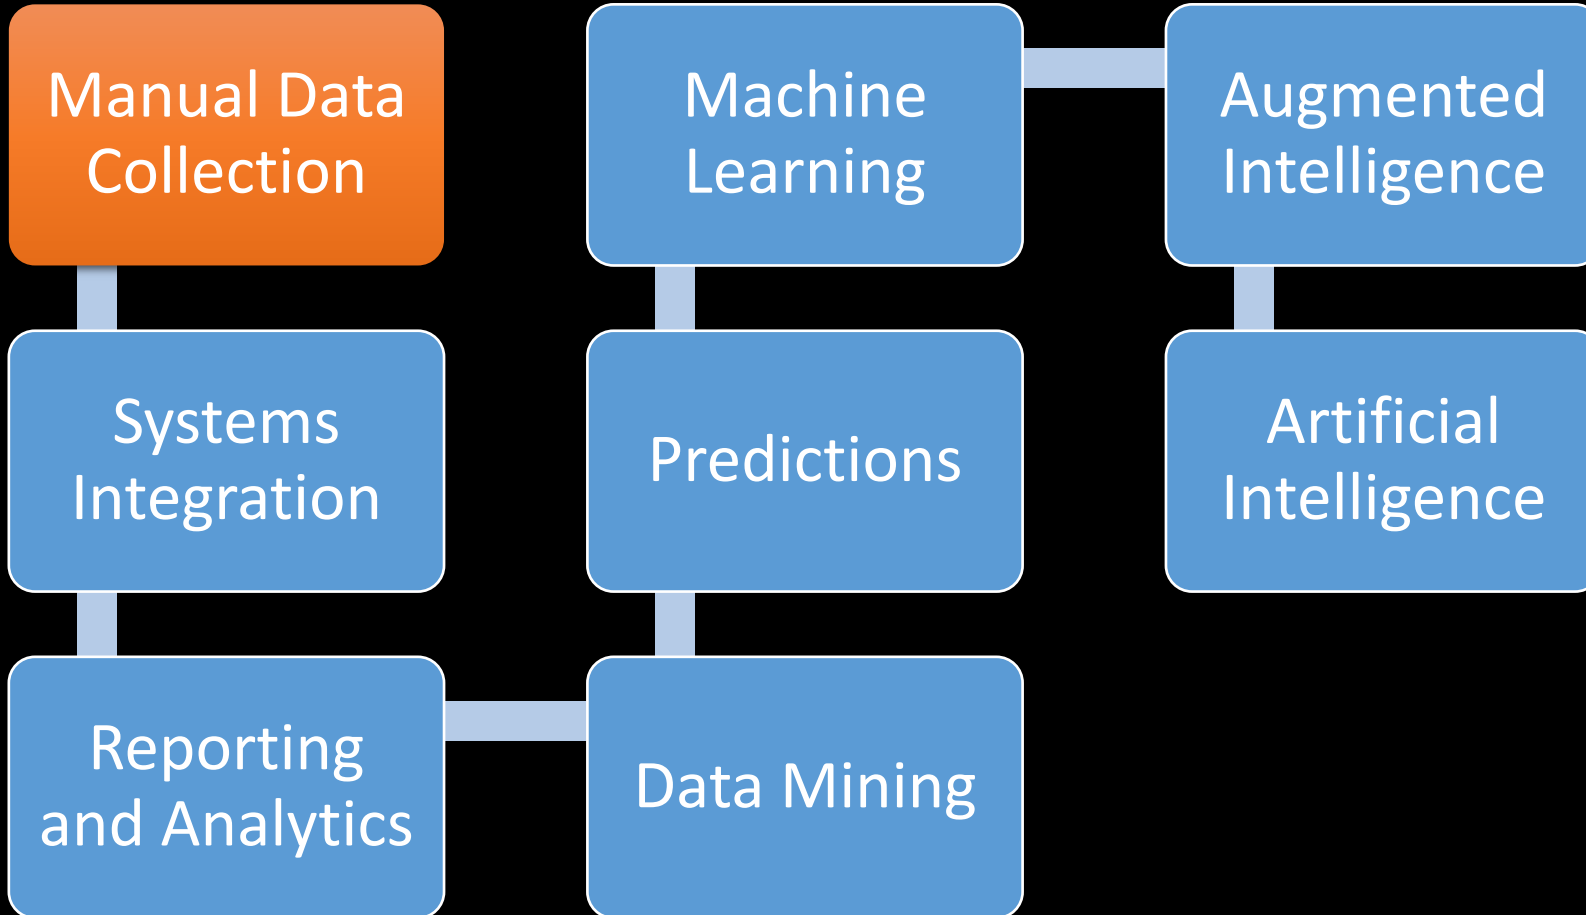 Manual Data
Collection
Systems
Integration
Reporting
and Analytics
Data Mining
Predictions
Machine
Learning
Augmented
Intelligence
Artificial
Intelligence